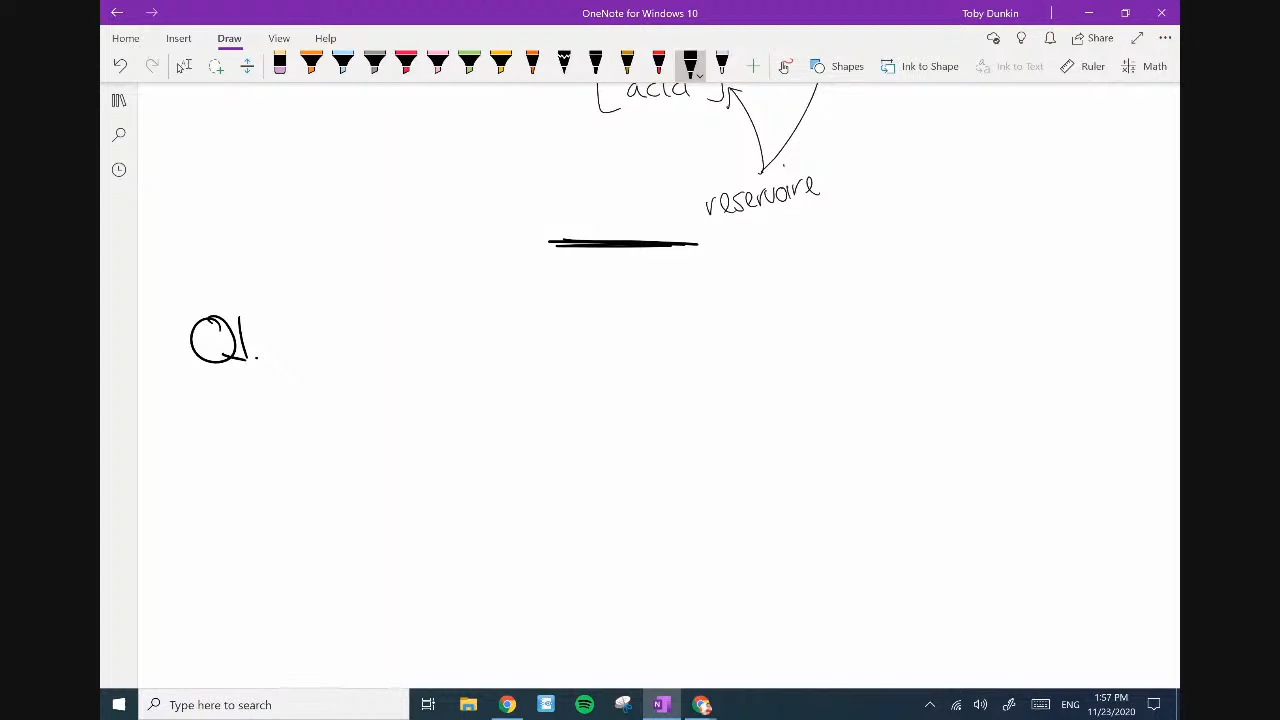 OneNote for Windows 10
Toby Dunkin
Home Insert Draw View Help
Share
Shapes Ink to Shape Ink to Text Ruler Math
[acid]
reservoire
Q1.
Type here to search
ENG
1:57 PM
11/23/2020